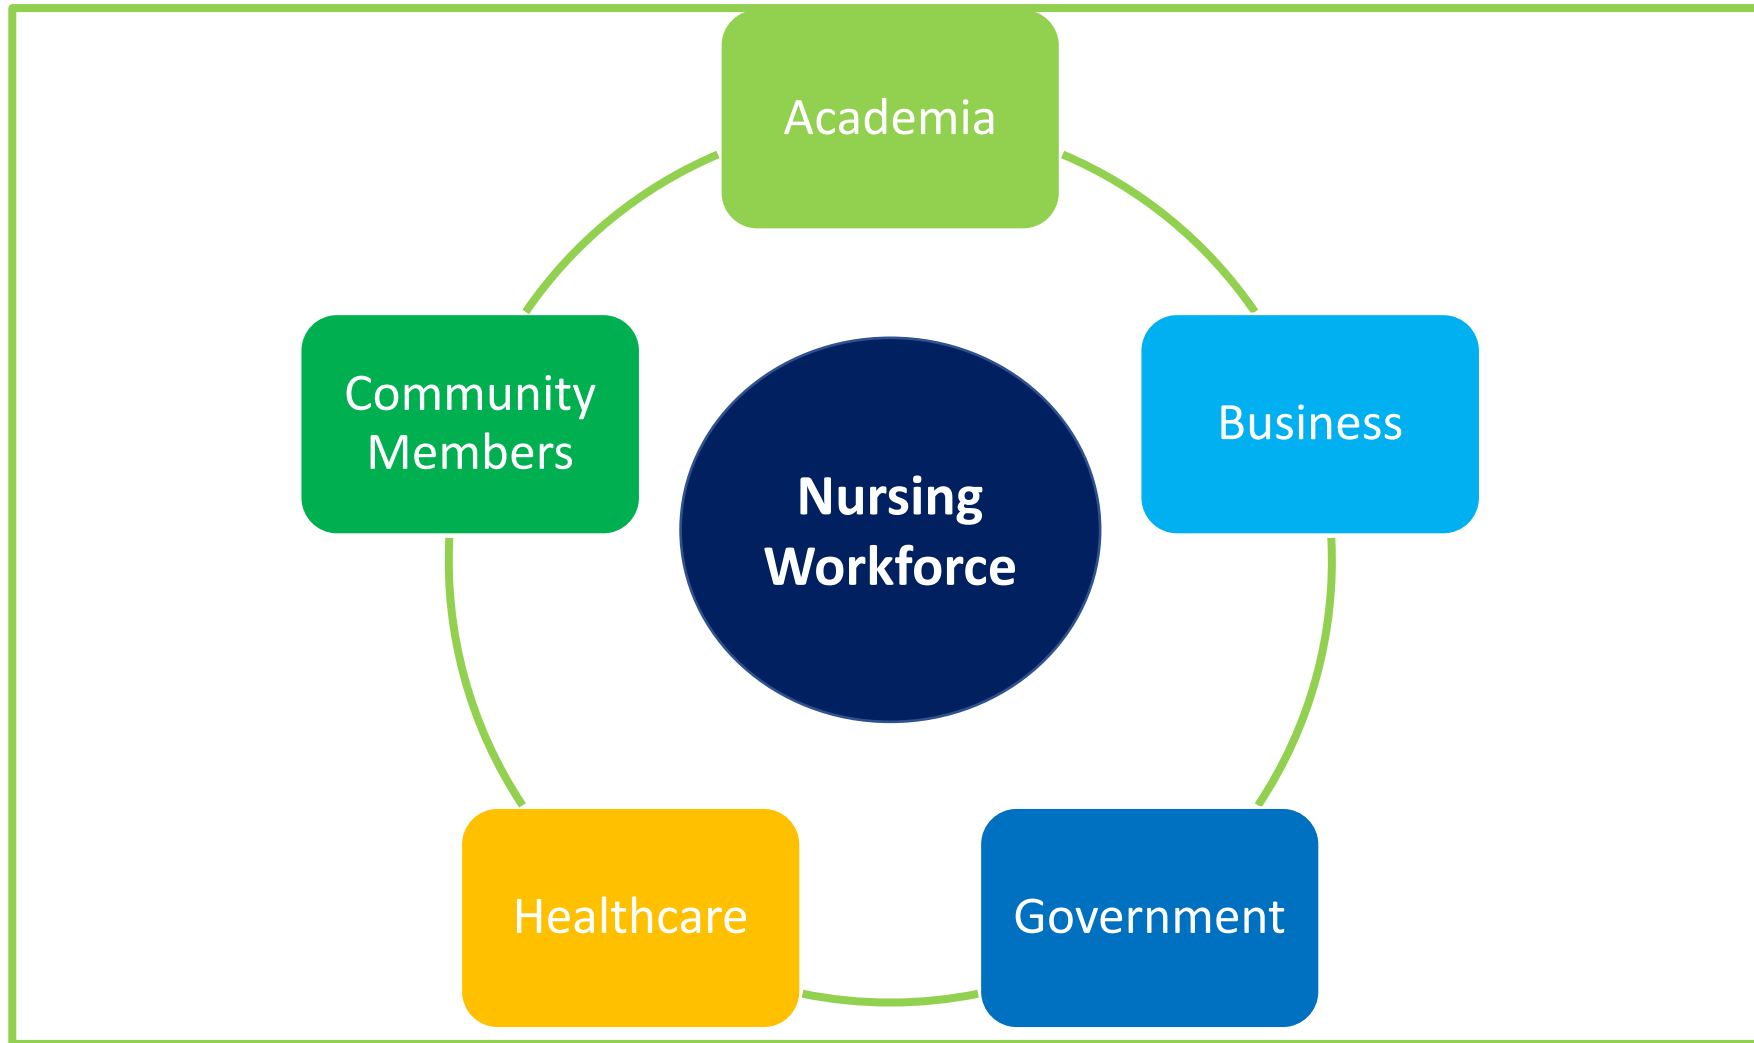 Academia
Community
Members
Business
Nursing
Workforce
Healthcare
Government